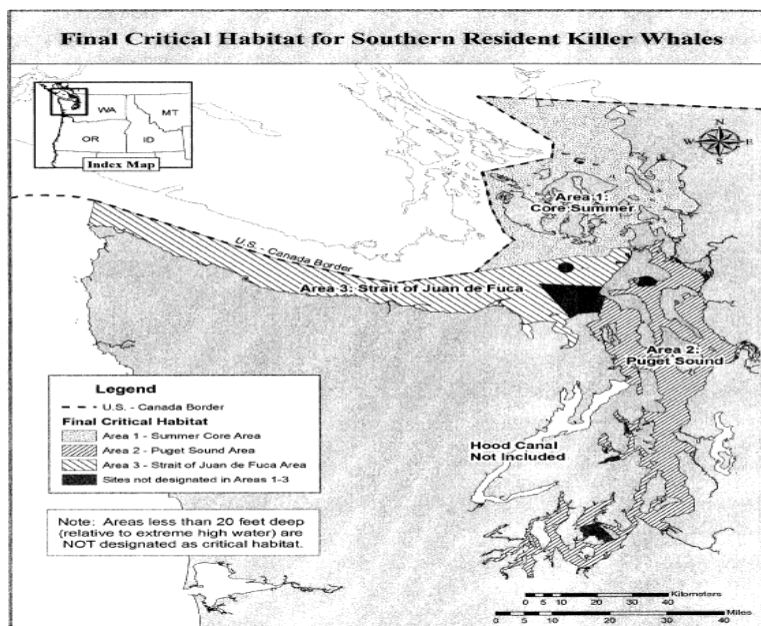 Final Critical Habitat for Southern Resident Killer Whales
WA
MT
OR
ID
Index Map
N
W
E
S
Area 1:
Core Summer
U.S.- Canada Border
Area 3: Strait of Juan de Fuca
Area 2:
Puget Sound
Hood Canal
Not Included
Legend
U.S. - Canada Border
Final Critical Habitat
Area 1 - Summer Core Area
Area 2 - Puget Sound Area
Area 3 - Strait of Juan de Fuca Area
Sites not designated in Areas 1-3
Note: Areas less than 20 feet deep
(relative to extreme high water) are
NOT designated as critical habitat.
Kilometers
0 5 10 20 30 40
Miles
0 5 10 20 30 40